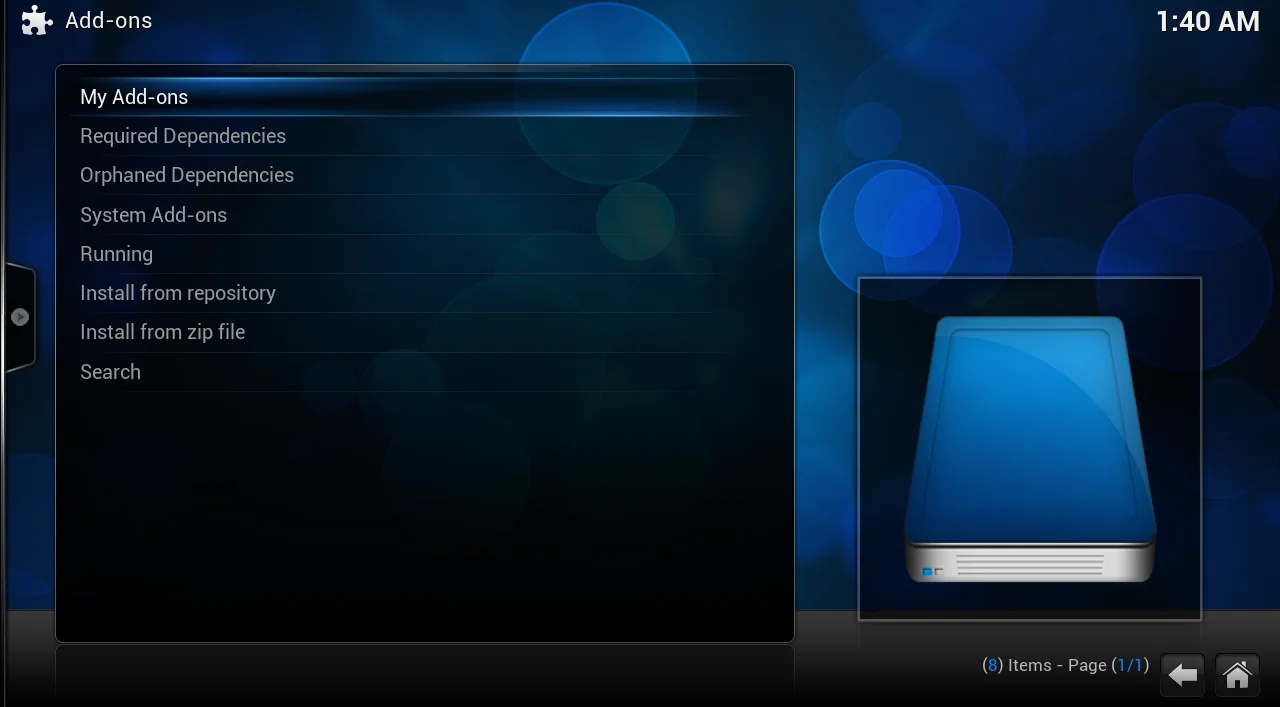 Add-ons
1:40 AM
My Add-ons
Required Dependencies
Orphaned Dependencies
System Add-ons
Running
Install from repository
Install from zip file
Search
(8) Items - Page (1/1)